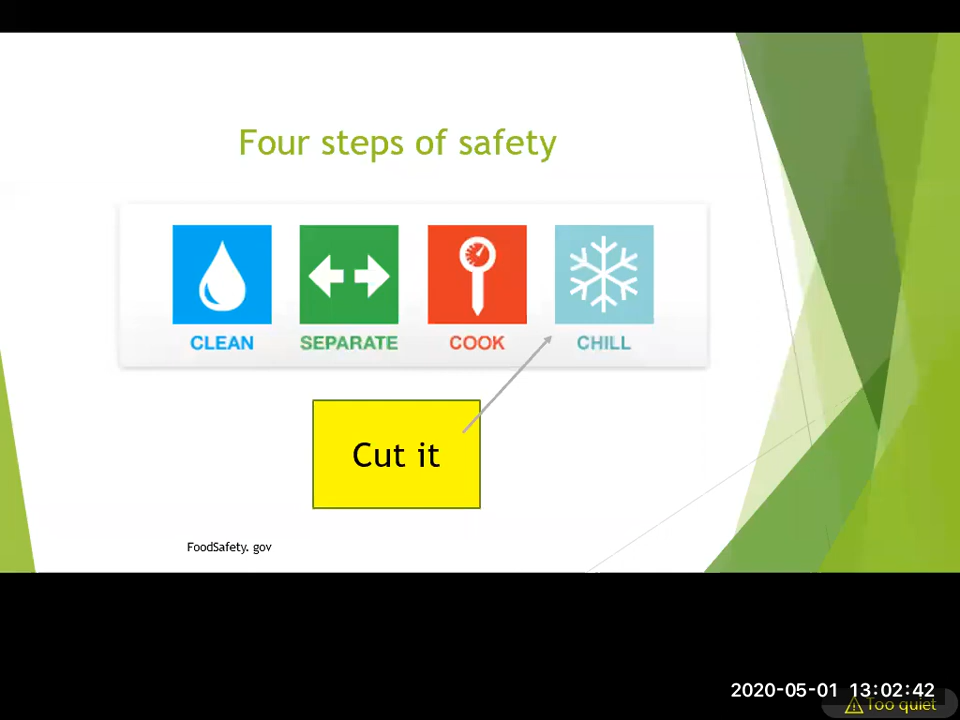 Four steps of safety
CLEAN SEPARATE COOK CHILL
Cut it
FoodSafety. gov
2020-05-01 13:02:42
Too quiet